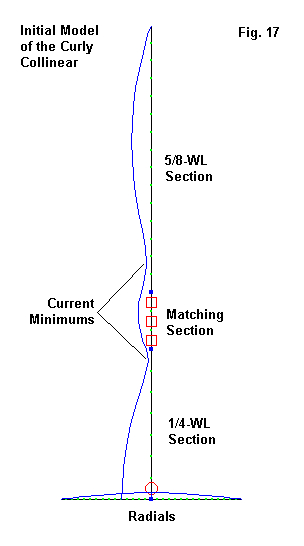 Initial Model
of the Curly
Collinear
Fig. 17
5/8-WL
Section
Current
Minimums
Matching
Section
1/4-WL
Section
Radials